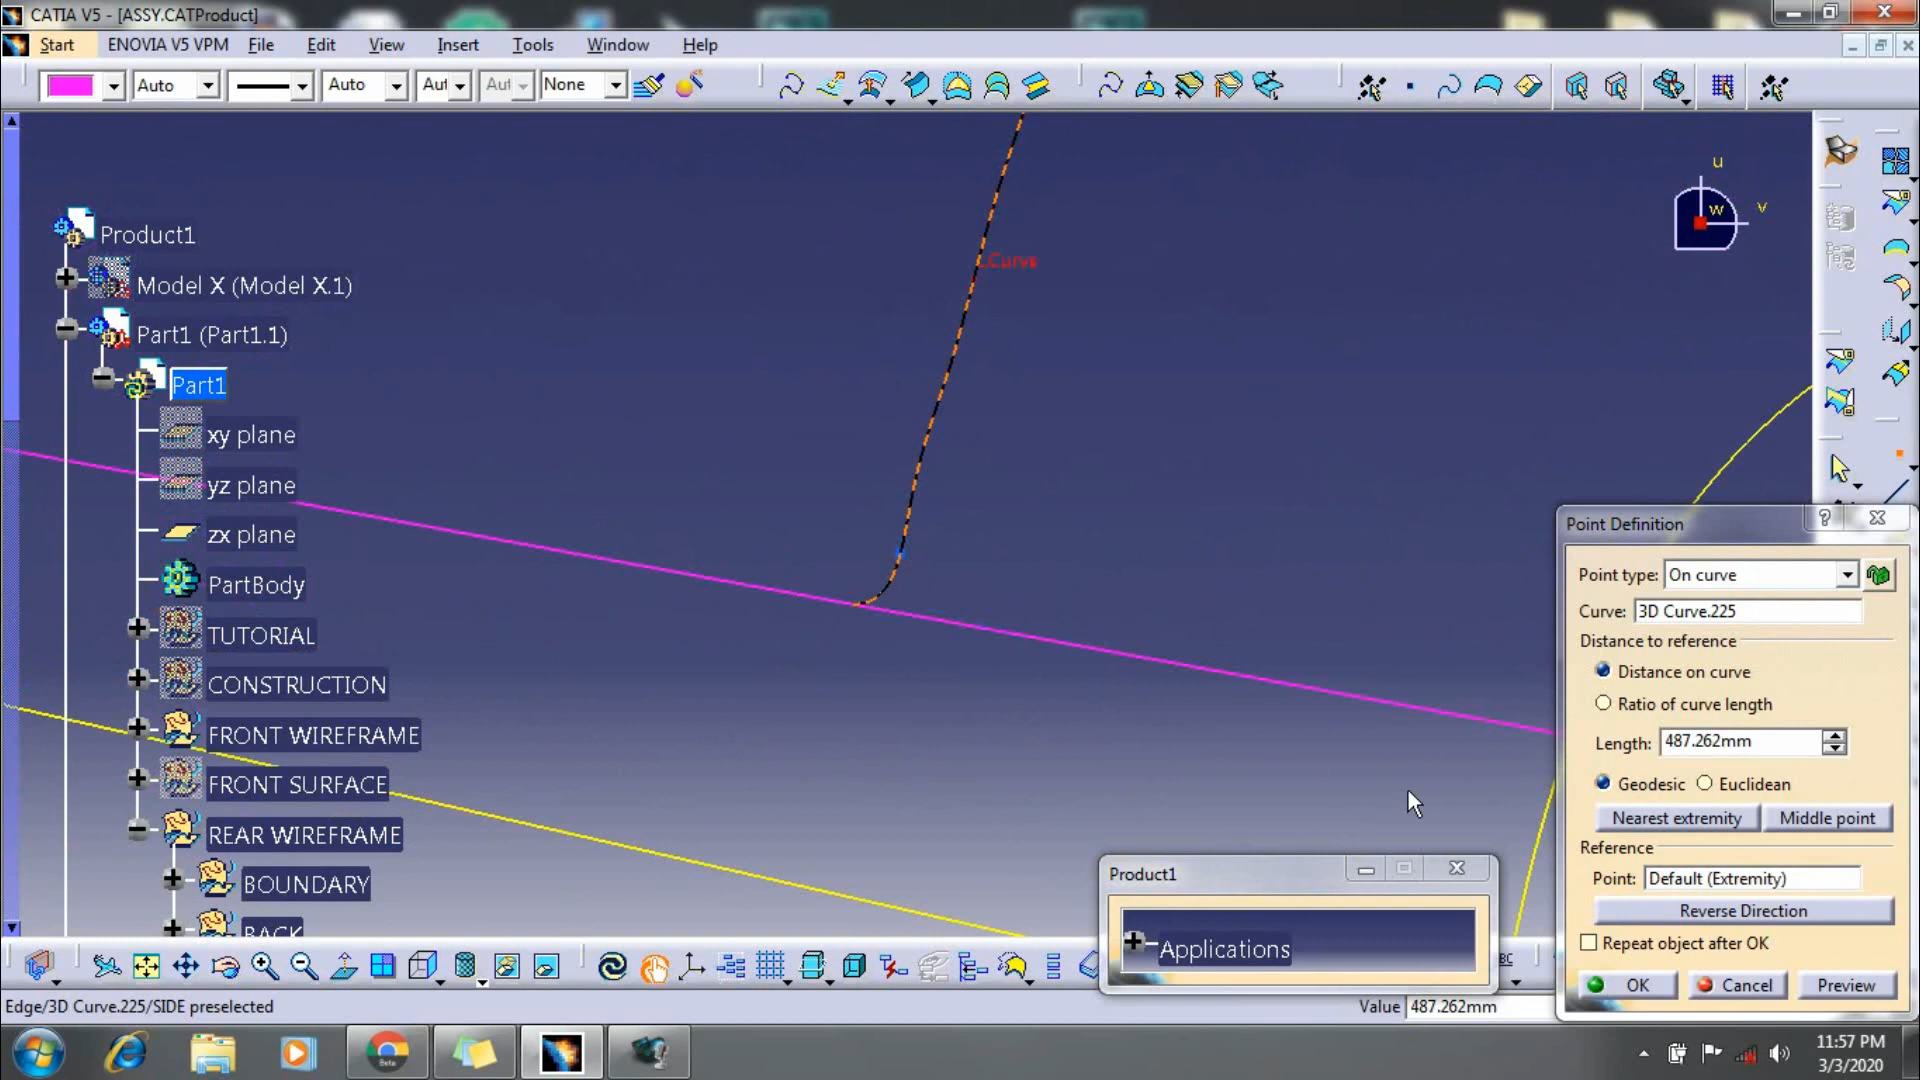 CATIA V5 - [ASSY.CATProduct]
Start ENOVIA V5 VPM File Edit View Insert Tools Window Help
Auto Auto Aut Aut None
u
w v
Curve
Product1
Model X (Model X.1)
Part1 (Part1.1)
Part1
xy plane
yz plane
zx plane
PartBody
TUTORIAL
CONSTRUCTION
FRONT WIREFRAME
FRONT SURFACE
REAR WIREFRAME
BOUNDARY
BACK
Point Definition
?
Point type: On curve
Curve: 3D Curve.225
Distance to reference
Distance on curve
Ratio of curve length
Length: 487.262mm
Geodesic Euclidean
Nearest extremity Middle point
Reference
Point: Default (Extremity)
Reverse Direction
Repeat object after OK
OK Cancel Preview
Product1
Applications
Edge/3D Curve.225/SIDE preselected
Value 487.262mm
Beta
11:57 PM
3/3/2020